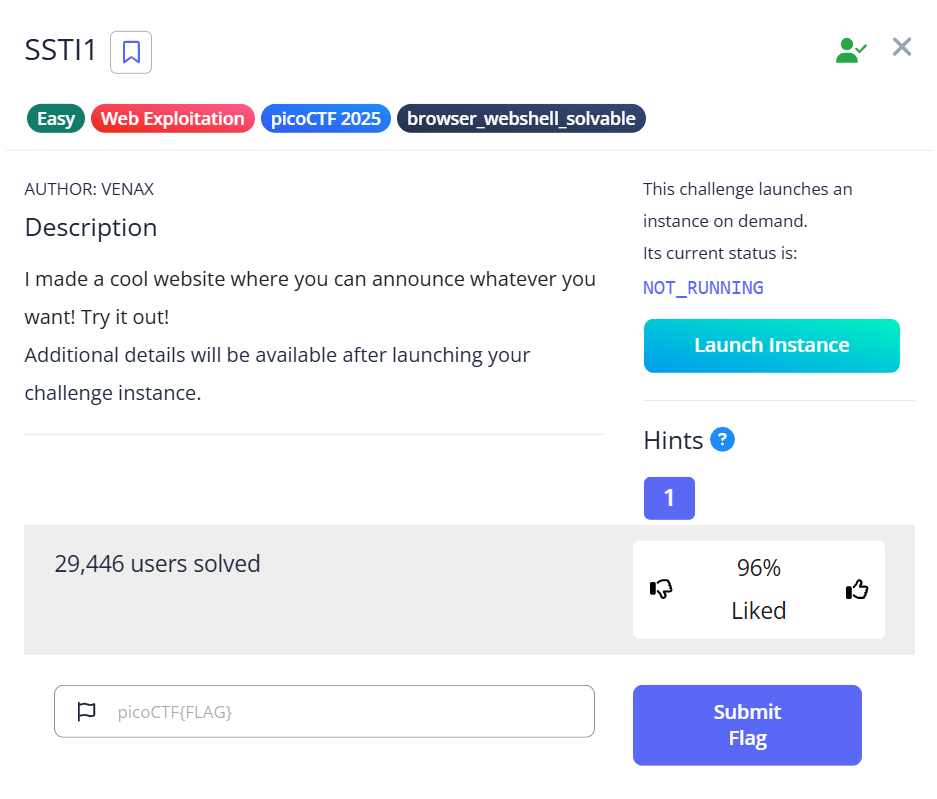 SSTI1
Easy Web Exploitation picoCTF 2025 browser_webshell_solvable
AUTHOR: VENAX
Description
I made a cool website where you can announce whatever you
want! Try it out!
Additional details will be available after launching your
challenge instance.
This challenge launches an
instance on demand.
Its current status is:
NOT_RUNNING
Launch Instance
Hints ?
1
29,446 users solved
96%
Liked
picoCTF{FLAG}
Submit
Flag